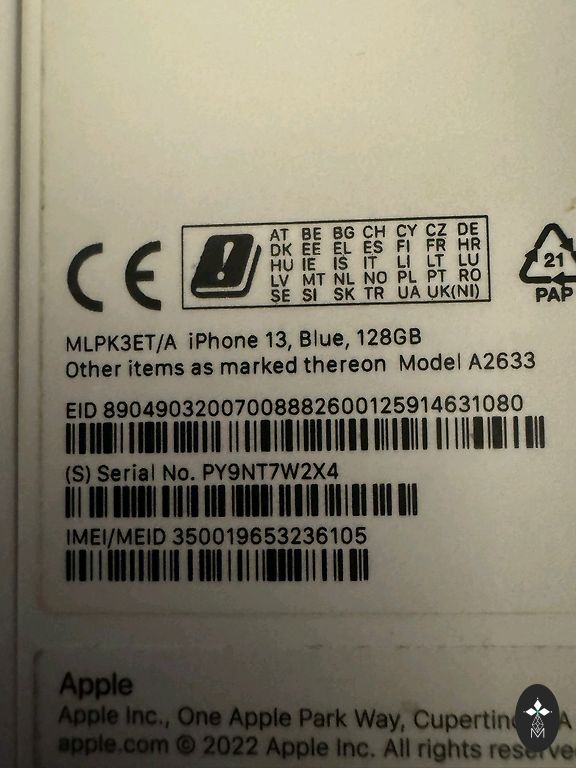 CE
AT BE BG CH CY CZ DE
DK EE EL ES FI FR HR
HU IE IS IT LI LT LU
LV MT NL NO PL PT RO
SE SI SK TR UA UK(NI)
21
PAP
MLPK3ET/A iPhone 13, Blue, 128GB
Other items as marked thereon Model A2633
EID 89049032007008882600125914631080
(S) Serial No. PY9NT7W2X4
IMEI/MEID 350019653236105
Apple
Apple Inc., One Apple Park Way, Cupertin A
apple.com © 2022 Apple Inc. All rights reserve
M